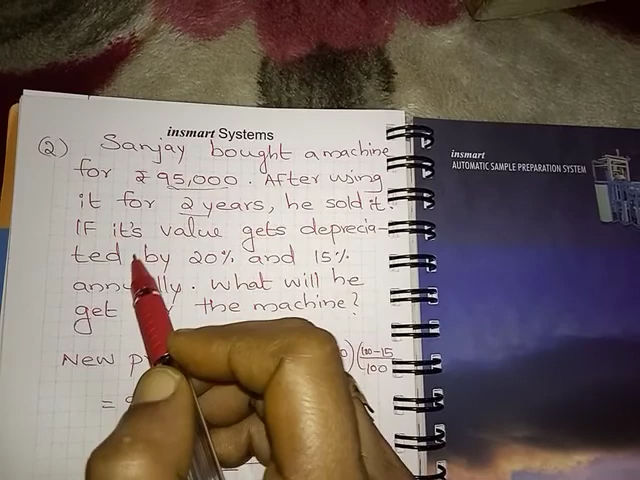 insmart Systems
(2) Sanjay bought a machine
for ₹95,000. After using
it for 2 years, he sold it.
IF it's value gets deprecia-
ted by 20% and 15%
annually. What will he
get the machine?
New (100-15
100
=
insmart
AUTOMATIC SAMPLE PREPARATION SYSTEM